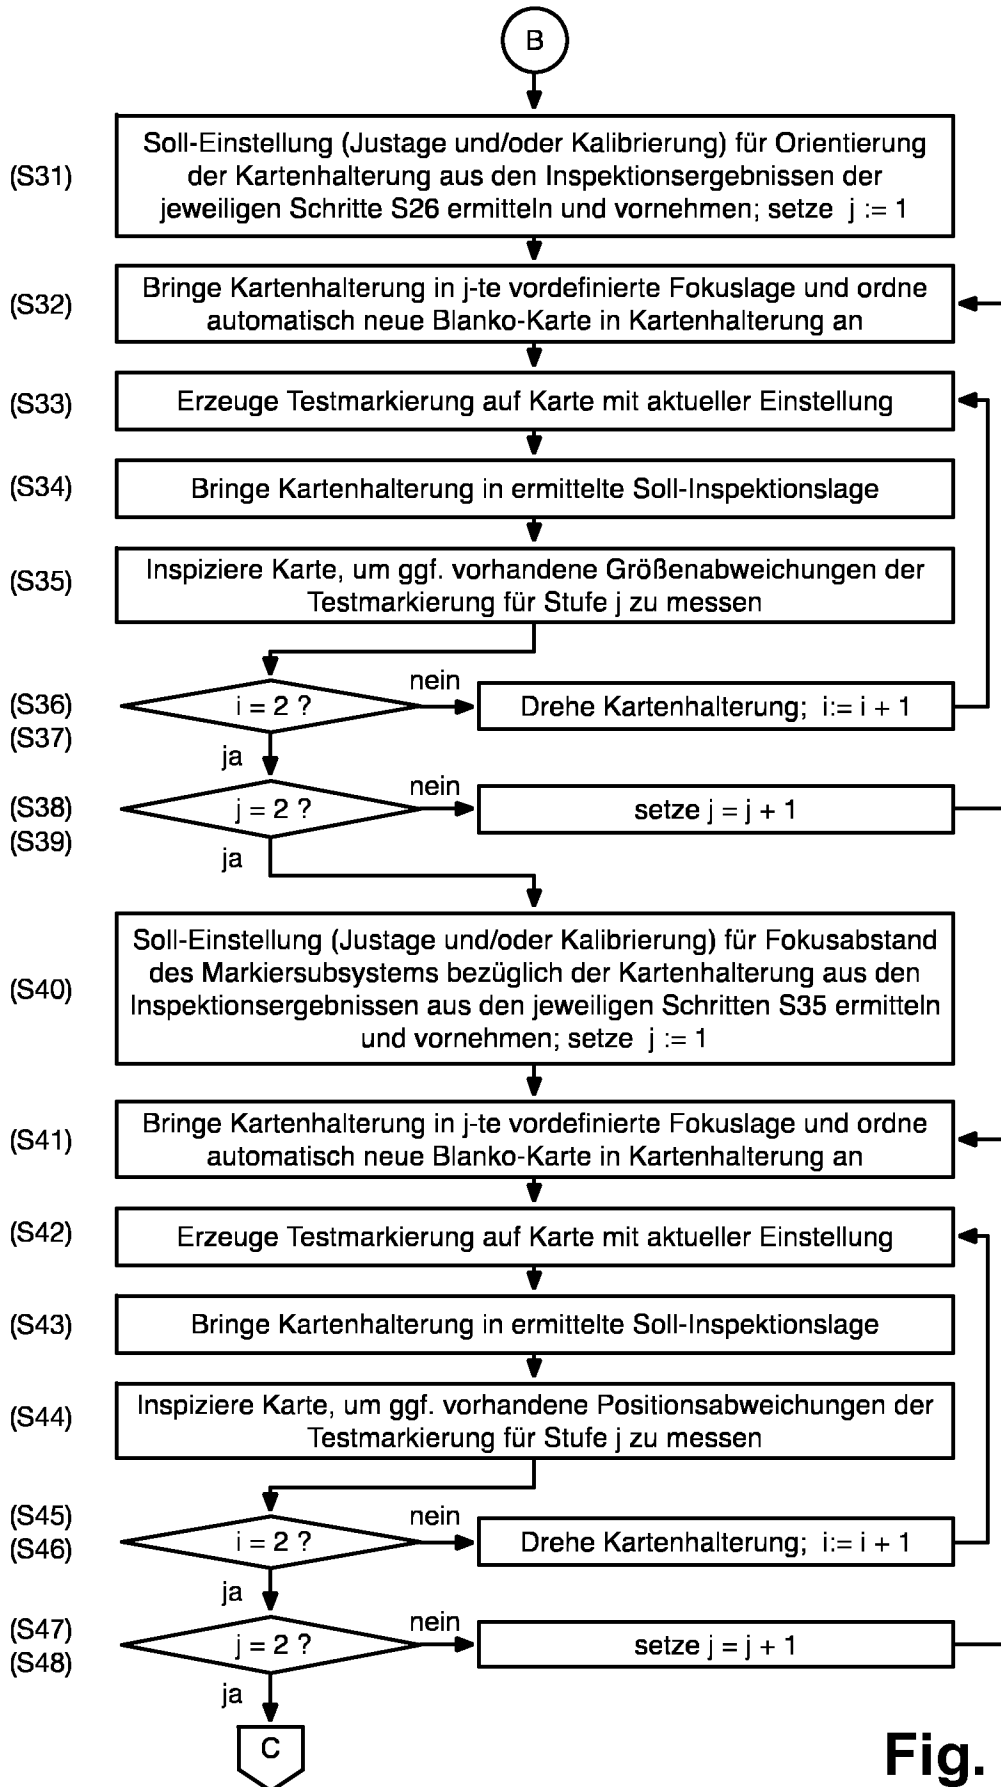 B
(S31)
Soll-Einstellung (Justage und/oder Kalibrierung) für Orientierung
der Kartenhalterung aus den Inspektionsergebnissen der
jeweiligen Schritte S26 ermitteln und vornehmen; setze j := 1
(S32)
Bringe Kartenhalterung in j-te vordefinierte Fokuslage und ordne
automatisch neue Blanko-Karte in Kartenhalterung an
(S33)
Erzeuge Testmarkierung auf Karte mit aktueller Einstellung
(S34)
Bringe Kartenhalterung in ermittelte Soll-Inspektionslage
(S35)
Inspiziere Karte, um ggf. vorhandene Größenabweichungen der
Testmarkierung für Stufe j zu messen
(S36)
(S37)
i = 2 ?
nein
Drehe Kartenhalterung; i:= i + 1
ja
(S38)
(S39)
j = 2 ?
nein
setze j = j + 1
ja
(S40)
Soll-Einstellung (Justage und/oder Kalibrierung) für Fokusabstand
des Markiersubsystems bezüglich der Kartenhalterung aus den
Inspektionsergebnissen aus den jeweiligen Schritten S35 ermitteln
und vornehmen; setze j := 1
(S41)
Bringe Kartenhalterung in j-te vordefinierte Fokuslage und ordne
automatisch neue Blanko-Karte in Kartenhalterung an
(S42)
Erzeuge Testmarkierung auf Karte mit aktueller Einstellung
(S43)
Bringe Kartenhalterung in ermittelte Soll-Inspektionslage
(S44)
Inspiziere Karte, um ggf. vorhandene Positionsabweichungen der
Testmarkierung für Stufe j zu messen
(S45)
(S46)
i = 2 ?
nein
Drehe Kartenhalterung; i:= i + 1
ja
(S47)
(S48)
j = 2 ?
nein
setze j = j + 1
ja
C
Fig.